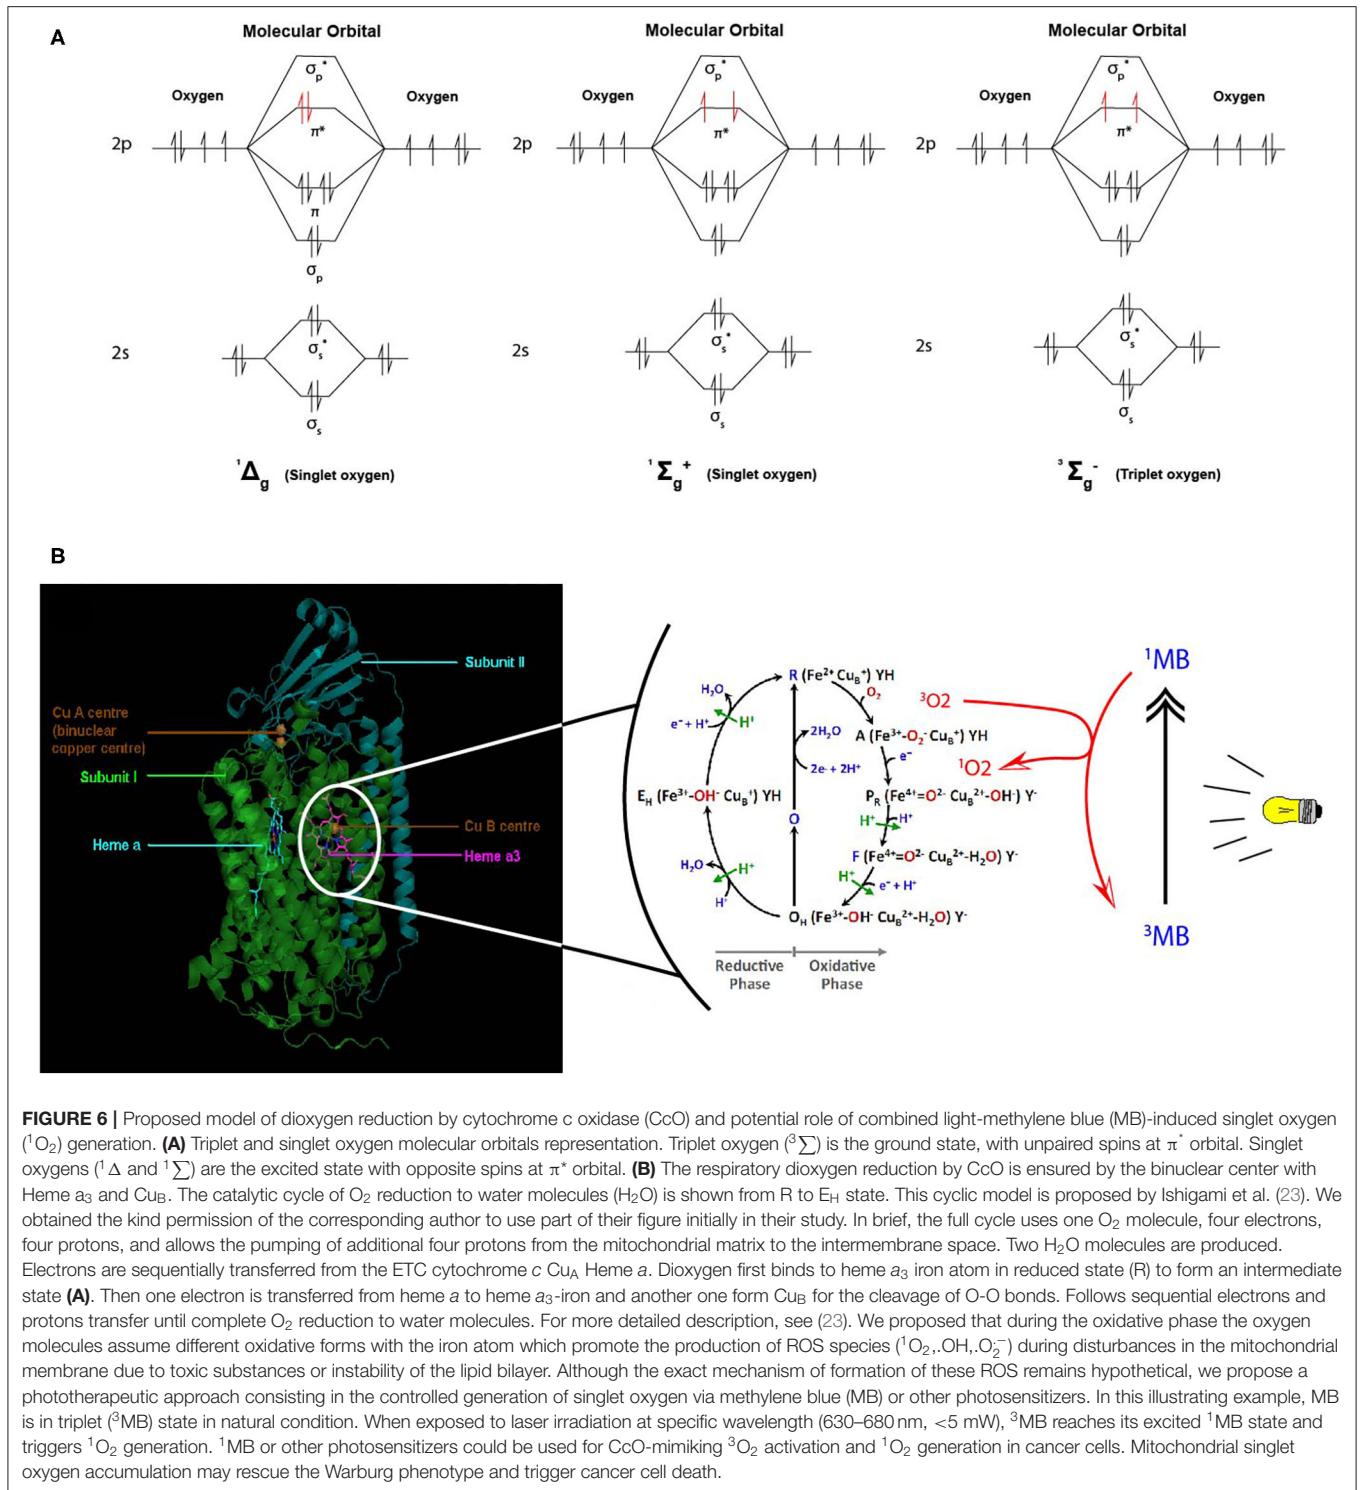 A
Molecular Orbital
Molecular Orbital
Molecular Orbital
σp*
σp*
σp*
Oxygen
Oxygen
Oxygen
Oxygen
Oxygen
π*
π*
π*
2p
2p
2p
π
σp
2s
2s
2s
σs*
σs*
σs*
σs
σs
σs
¹Δg (Singlet oxygen)
¹Σg⁺ (Singlet oxygen)
³Σg⁻ (Triplet oxygen)
B
Subunit II
Cu A centre
(binuclear
copper centre)
Subunit I
Heme a
Cu B centre
Heme a3
R (Fe²⁺ CuB⁺) YH
H₂O
O₂
e⁻ + H⁺
H⁺
2H₂O
A (Fe³⁺-O₂⁻ CuB⁺) YH
e⁻
2e⁻ + 2H⁺
EH (Fe³⁺-OH⁻ CuB⁺) YH
PR (Fe⁴⁺=O²⁻ CuB²⁺-OH⁻) Y⁻
O
H⁺
H⁺
F (Fe⁴⁺=O²⁻ CuB²⁺-H₂O) Y⁻
H₂O
H⁺
H⁺
H⁺
e⁻ + H⁺
OH (Fe³⁺-OH⁻ CuB²⁺-H₂O) Y⁻
Reductive
Phase
Oxidative
Phase
¹MB
³O2
¹O2
³MB
FIGURE 6 | Proposed model of dioxygen reduction by cytochrome c oxidase (CcO) and potential role of combined light-methylene blue (MB)-induced singlet oxygen
(¹O₂) generation. (A) Triplet and singlet oxygen molecular orbitals representation. Triplet oxygen (³∑) is the ground state, with unpaired spins at π* orbital. Singlet
oxygens (¹Δ and ¹∑) are the excited state with opposite spins at π* orbital. (B) The respiratory dioxygen reduction by CcO is ensured by the binuclear center with
Heme a₃ and CuB. The catalytic cycle of O₂ reduction to water molecules (H₂O) is shown from R to EH state. This cyclic model is proposed by Ishigami et al. (23). We
obtained the kind permission of the corresponding author to use part of their figure initially in their study. In brief, the full cycle uses one O₂ molecule, four electrons,
four protons, and allows the pumping of additional four protons from the mitochondrial matrix to the intermembrane space. Two H₂O molecules are produced.
Electrons are sequentially transferred from the ETC cytochrome c CuA Heme a. Dioxygen first binds to heme a₃ iron atom in reduced state (R) to form an intermediate
state (A). Then one electron is transferred from heme a to heme a₃-iron and another one form CuB for the cleavage of O-O bonds. Follows sequential electrons and
protons transfer until complete O₂ reduction to water molecules. For more detailed description, see (23). We proposed that during the oxidative phase the oxygen
molecules assume different oxidative forms with the iron atom which promote the production of ROS species (¹O₂,.OH,.O₂·⁻) during disturbances in the mitochondrial
membrane due to toxic substances or instability of the lipid bilayer. Although the exact mechanism of formation of these ROS remains hypothetical, we propose a
phototherapeutic approach consisting in the controlled generation of singlet oxygen via methylene blue (MB) or other photosensitizers. In this illustrating example, MB
is in triplet (³MB) state in natural condition. When exposed to laser irradiation at specific wavelength (630–680 nm, <5 mW), ³MB reaches its excited ¹MB state and
triggers ¹O₂ generation. ¹MB or other photosensitizers could be used for CcO-mimiking ³O₂ activation and ¹O₂ generation in cancer cells. Mitochondrial singlet
oxygen accumulation may rescue the Warburg phenotype and trigger cancer cell death.